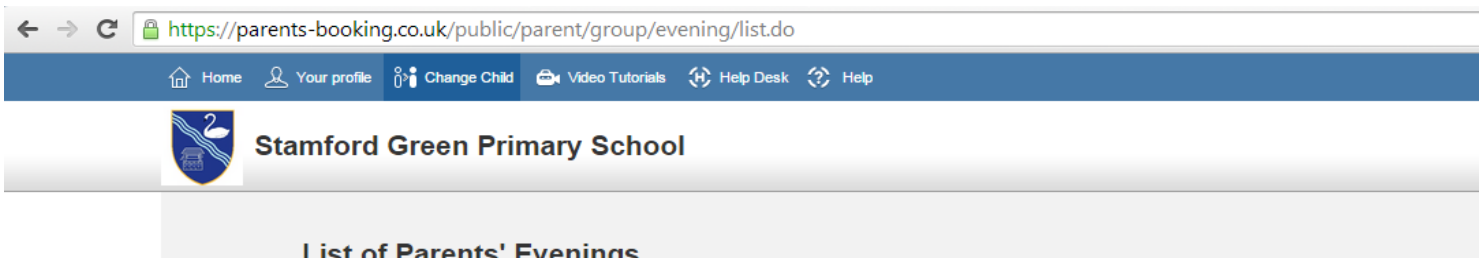 https://parents-booking.co.uk/public/parent/group/evening/list.do
Home Your profile Change Child Video Tutorials Help Desk Help
Stamford Green Primary School
List of Parents' Evenings